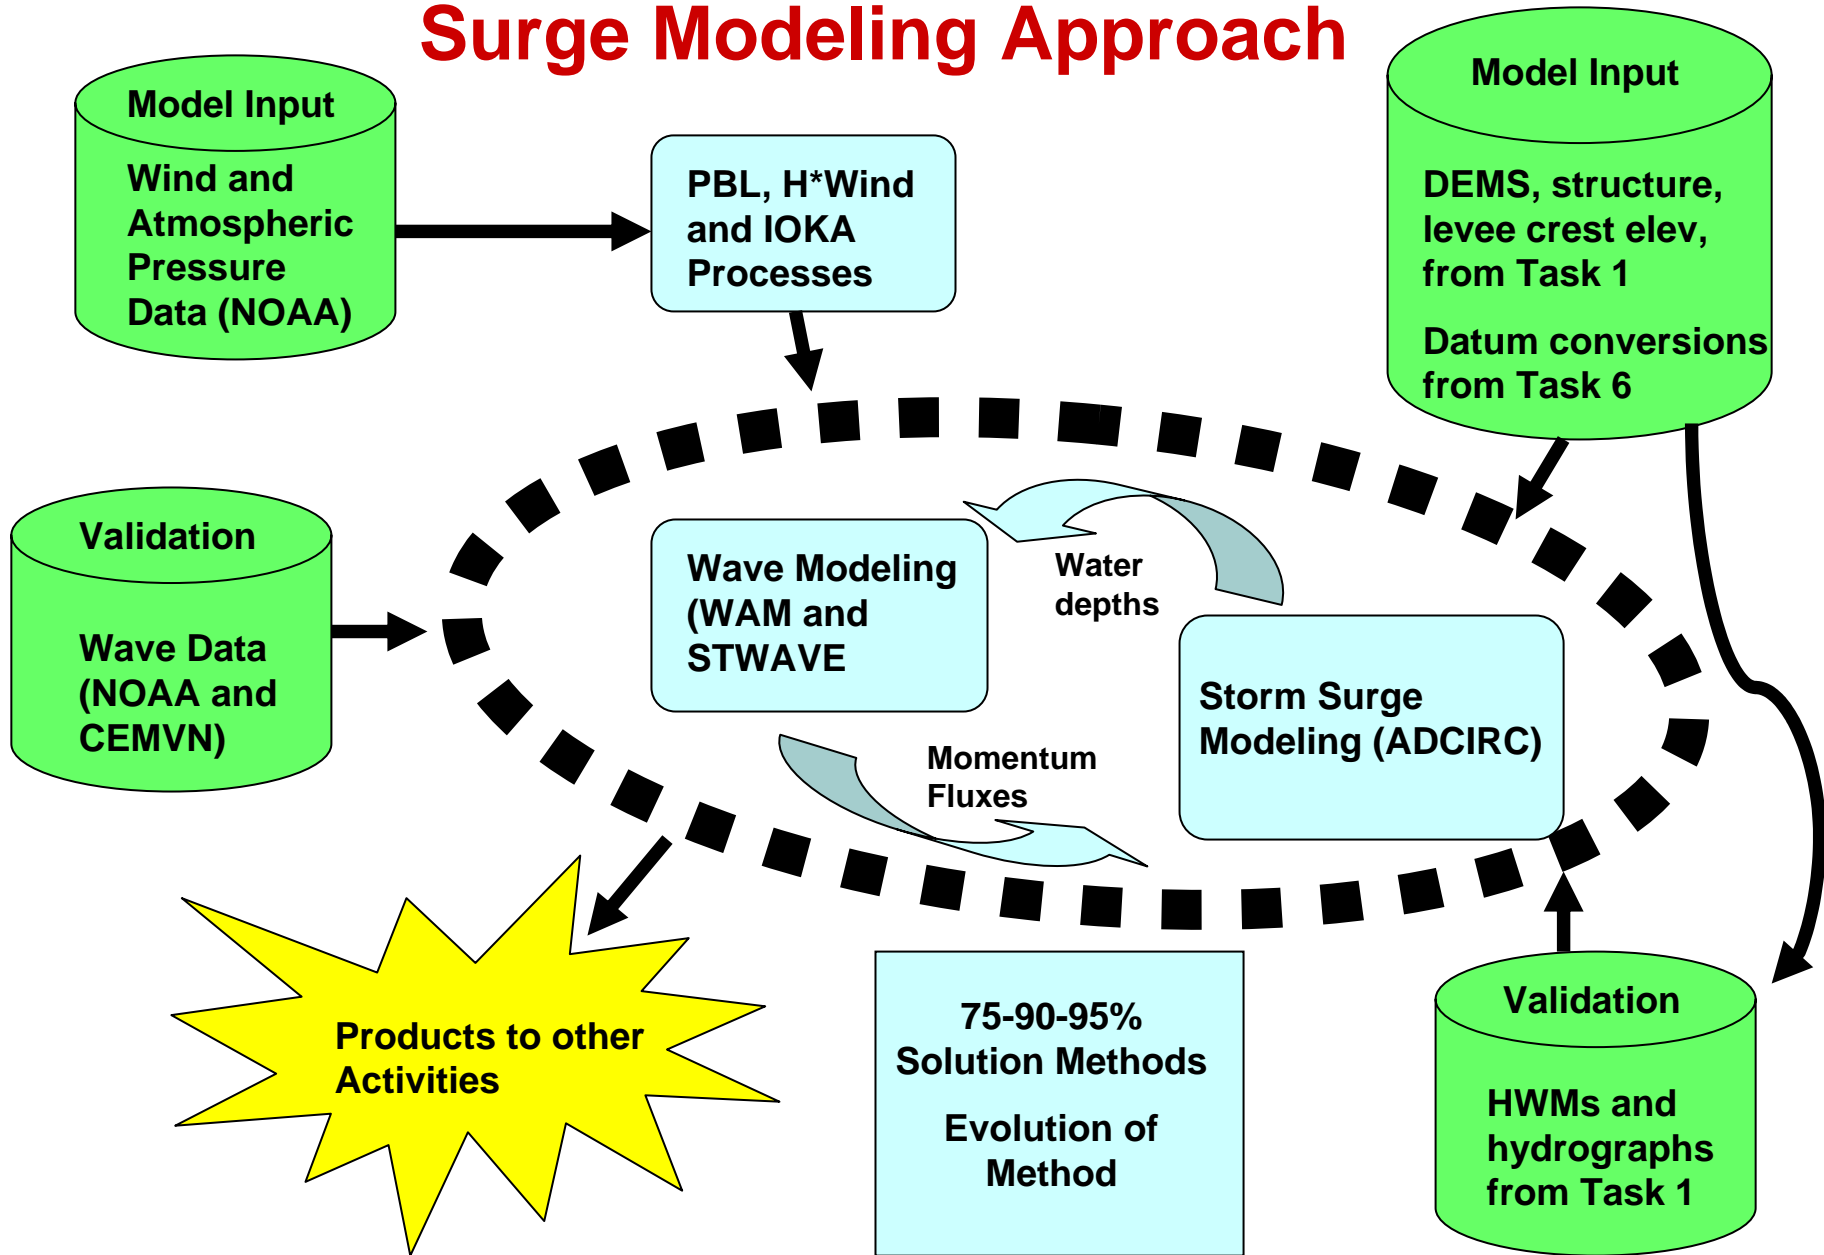 Surge Modeling Approach
Model Input
Wind and
Atmospheric
Pressure
Data (NOAA)
PBL, H*Wind
and IOKA
Processes
Model Input
DEMS, structure,
levee crest elev,
from Task 1
Datum conversions
from Task 6
Validation
Wave Data
(NOAA and
CEMVN)
Wave Modeling
(WAM and
STWAVE
Water
depths
Storm Surge
Modeling (ADCIRC)
Momentum
Fluxes
Products to other
Activities
75-90-95%
Solution Methods
Evolution of
Method
Validation
HWMs and
hydrographs
from Task 1